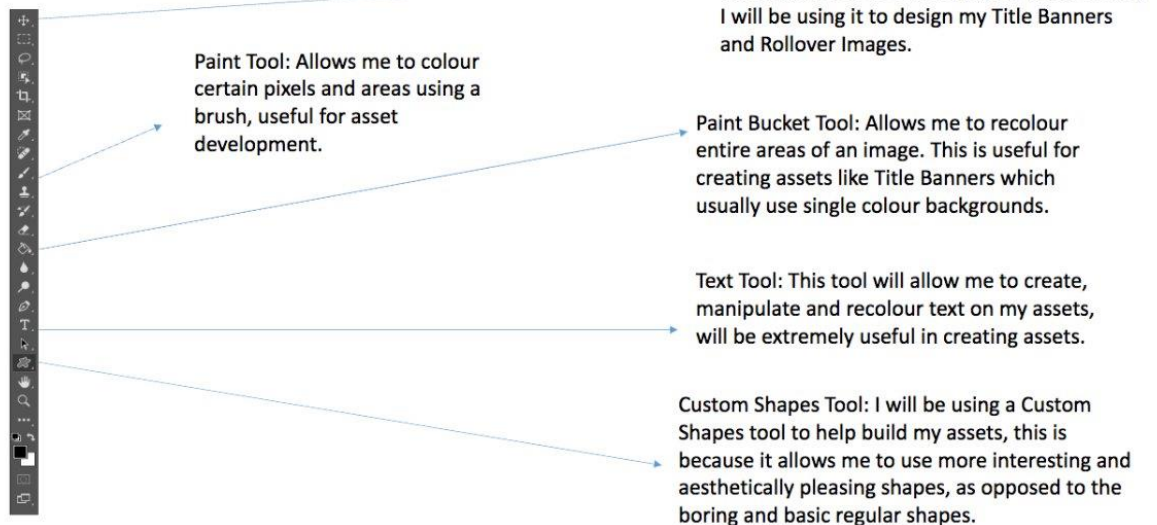 I will be using it to design my Title Banners
and Rollover Images.
Paint Tool: Allows me to colour
certain pixels and areas using a
brush, useful for asset
development.
Paint Bucket Tool: Allows me to recolour
entire areas of an image. This is useful for
creating assets like Title Banners which
usually use single colour backgrounds.
Text Tool: This tool will allow me to create,
manipulate and recolour text on my assets,
will be extremely useful in creating assets.
Custom Shapes Tool: I will be using a Custom
Shapes tool to help build my assets, this is
because it allows me to use more interesting and
aesthetically pleasing shapes, as opposed to the
boring and basic regular shapes.